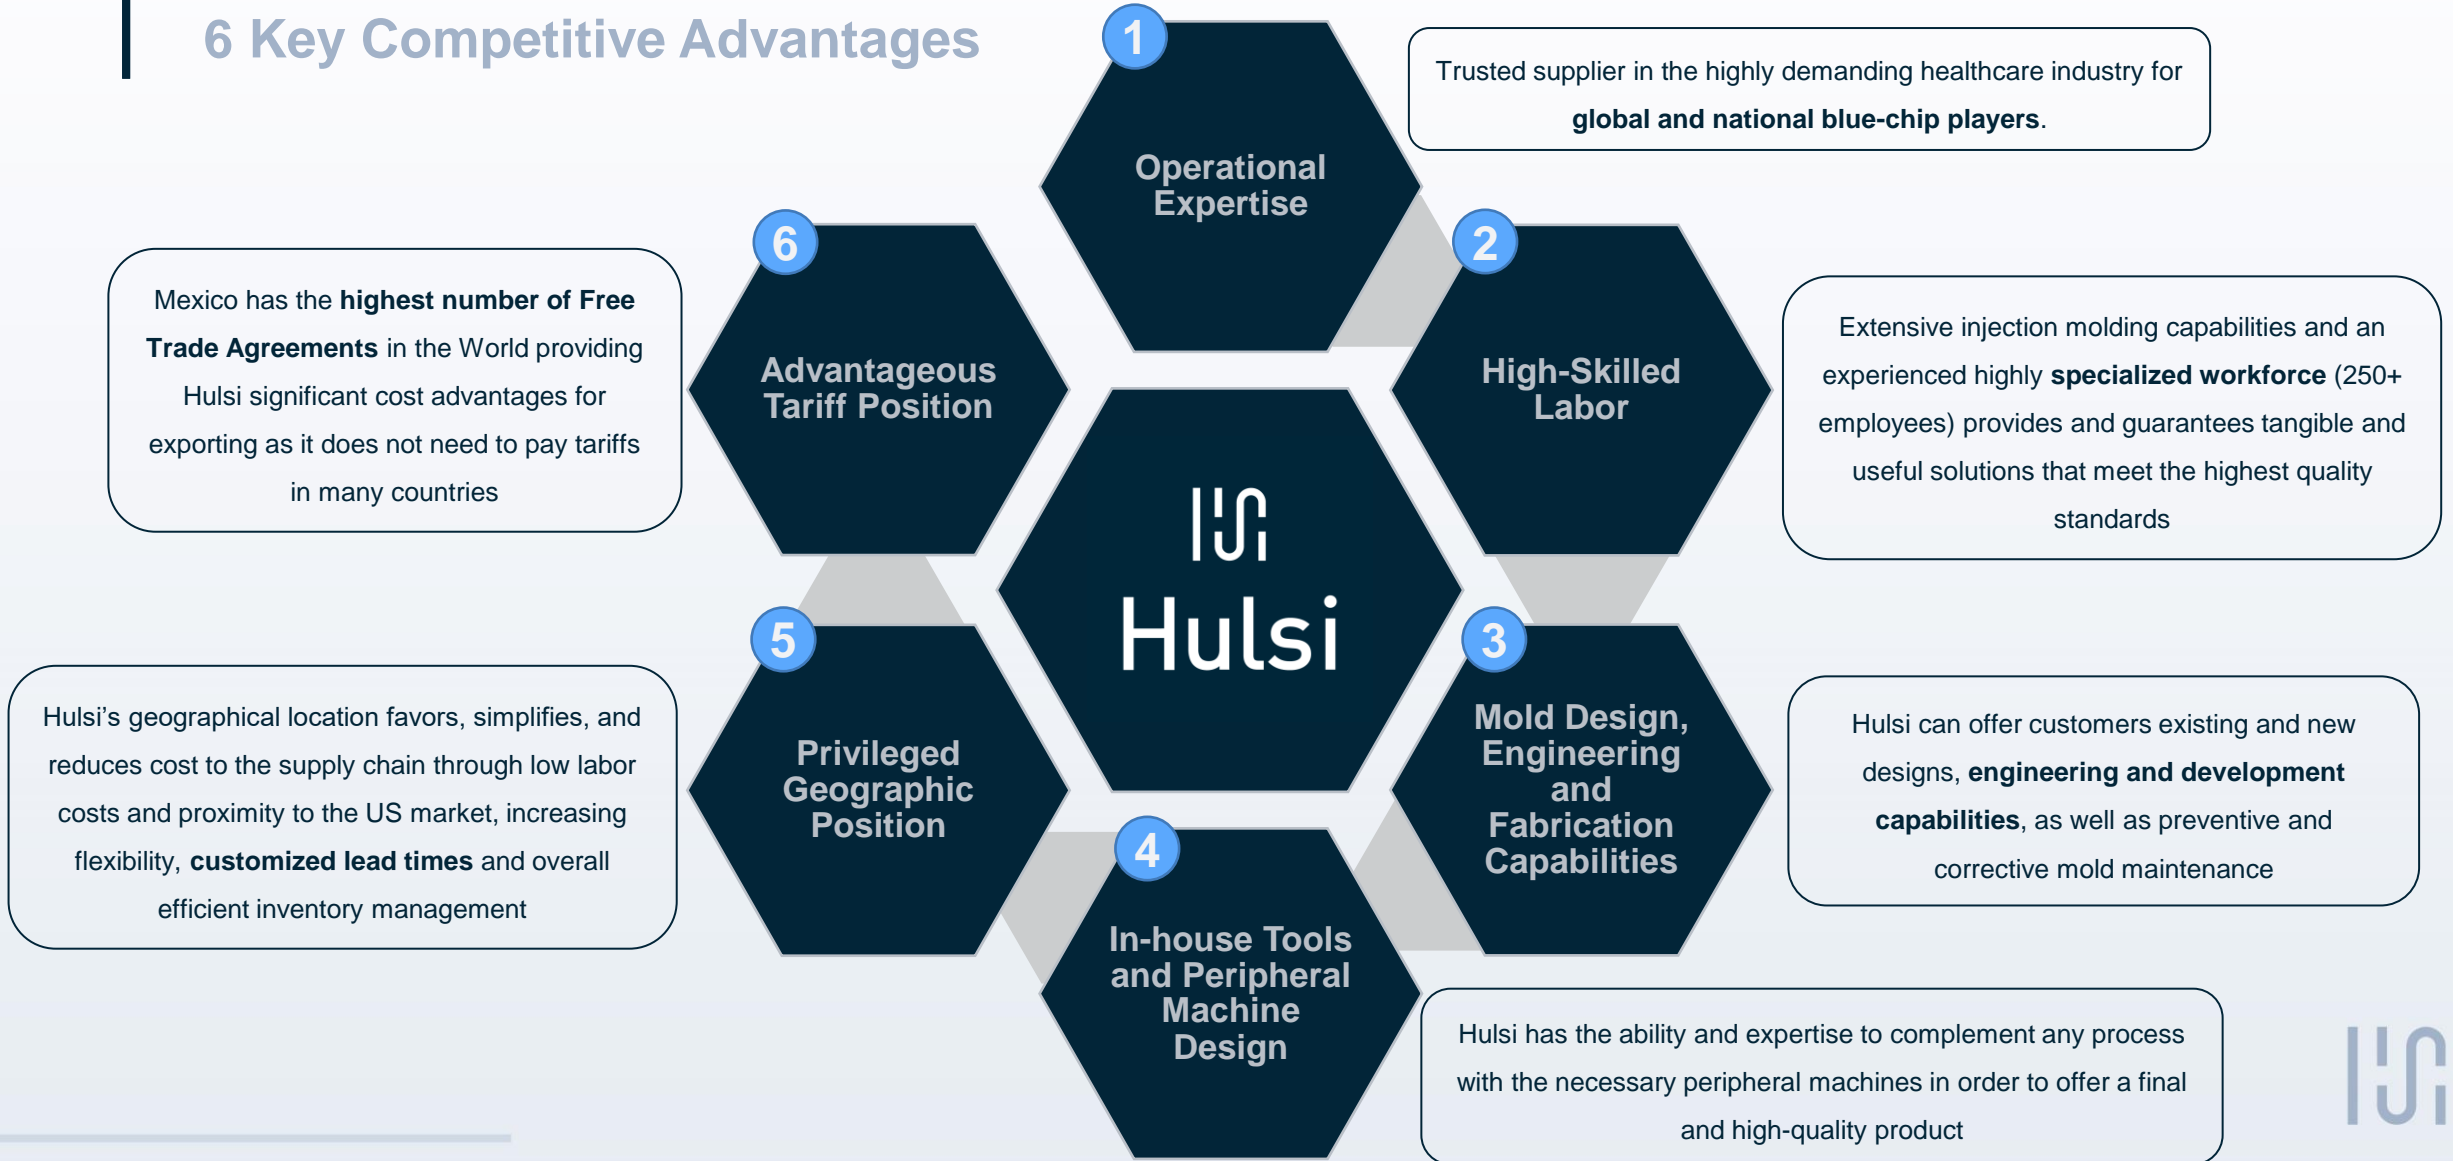 6 Key Competitive Advantages
1
Operational
Expertise
Trusted supplier in the highly demanding healthcare industry for
global and national blue-chip players.
2
High-Skilled
Labor
Extensive injection molding capabilities and an
experienced highly specialized workforce (250+
employees) provides and guarantees tangible and
useful solutions that meet the highest quality
standards
3
Mold Design,
Engineering
and
Fabrication
Capabilities
Hulsi can offer customers existing and new
designs, engineering and development
capabilities, as well as preventive and
corrective mold maintenance
4
In-house Tools
and Peripheral
Machine
Design
Hulsi has the ability and expertise to complement any process
with the necessary peripheral machines in order to offer a final
and high-quality product
5
Privileged
Geographic
Position
Hulsi’s geographical location favors, simplifies, and
reduces cost to the supply chain through low labor
costs and proximity to the US market, increasing
flexibility, customized lead times and overall
efficient inventory management
6
Advantageous
Tariff Position
Mexico has the highest number of Free
Trade Agreements in the World providing
Hulsi significant cost advantages for
exporting as it does not need to pay tariffs
in many countries
Hulsi